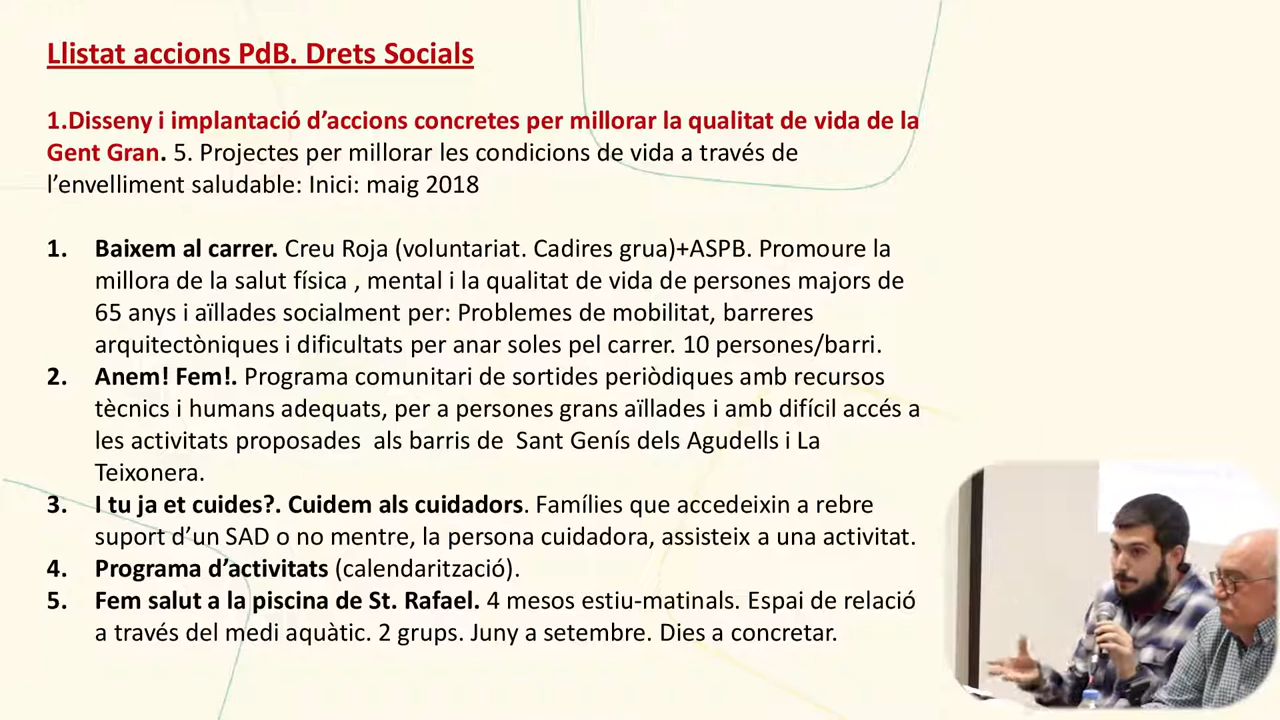 Llistat accions PdB. Drets Socials
1.Disseny i implantació d’accions concretes per millorar la qualitat de vida de la
Gent Gran. 5. Projectes per millorar les condicions de vida a través de
l’envelliment saludable: Inici: maig 2018
1. Baixem al carrer. Creu Roja (voluntariat. Cadires grua)+ASPB. Promoure la
millora de la salut física , mental i la qualitat de vida de persones majors de
65 anys i aïllades socialment per: Problemes de mobilitat, barreres
arquitectòniques i dificultats per anar soles pel carrer. 10 persones/barri.
2. Anem! Fem!. Programa comunitari de sortides periòdiques amb recursos
tècnics i humans adequats, per a persones grans aïllades i amb difícil accés a
les activitats proposades als barris de Sant Genís dels Agudells i La
Teixonera.
3. I tu ja et cuides?. Cuidem als cuidadors. Famílies que accedeixin a rebre
suport d’un SAD o no mentre, la persona cuidadora, assisteix a una activitat.
4. Programa d’activitats (calendarització).
5. Fem salut a la piscina de St. Rafael. 4 mesos estiu-matinals. Espai de relació
a través del medi aquàtic. 2 grups. Juny a setembre. Dies a concretar.